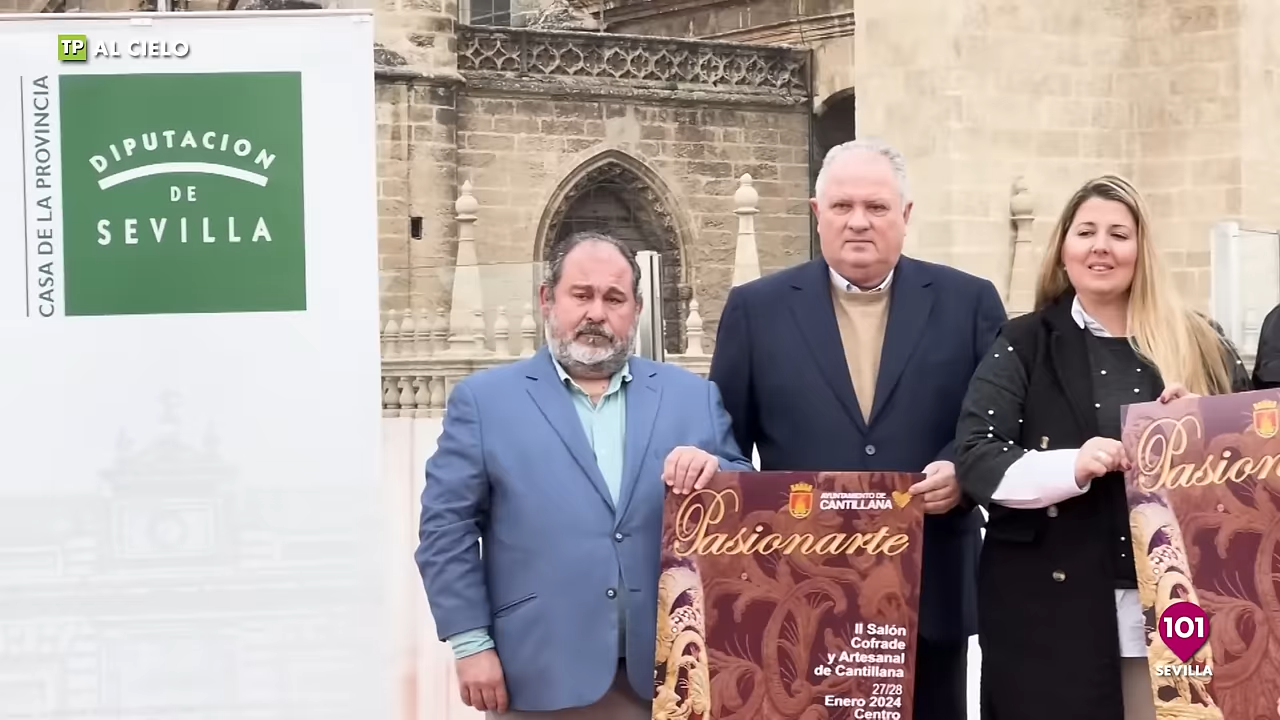 TP AL CIELO
CASA DE LA PROVINCIA
DIPUTACION
DE
SEVILLA
AYUNTAMIENTO DE
CANTILLANA
Pasionarte
II Salón
Cofrade
y Artesanal
de Cantillana
27/28
Enero 2024
Centro
Pasion
101
SEVILLA